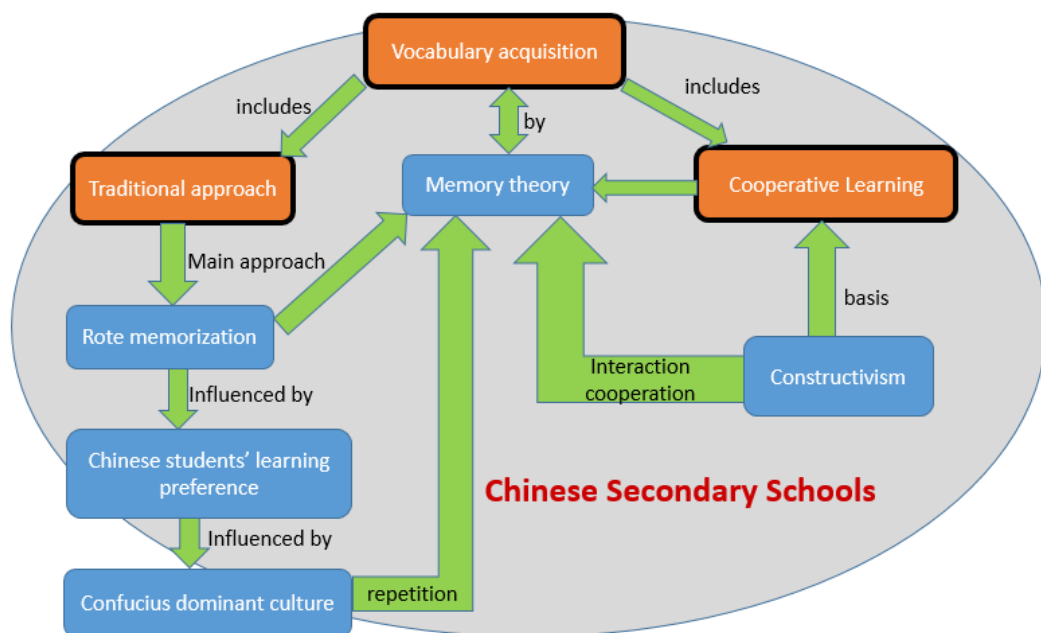 Vocabulary acquisition
includes
includes
by
Traditional approach
Memory theory
Cooperative Learning
Main approach
basis
Rote memorization
Interaction
cooperation
Constructivism
Influenced by
Chinese students’ learning
preference
Chinese Secondary Schools
Influenced by
Confucius dominant culture
repetition